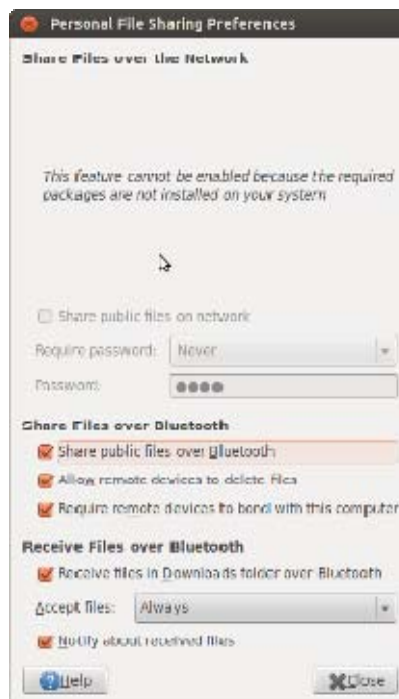 Personal File Sharing Preferences
Share Files over the Network
This feature cannot be enabled because the required
packages are not installed on your system
Share public files on network
Require password: Never
Password: ●●●●
Share Files over Bluetooth
Share public files over Bluetooth
Allow remote devices to delete files
Require remote devices to bond with this computer
Receive Files over Bluetooth
Receive files in Downloads folder over Bluetooth
Accept files: Always
Notify about received files
Help Close